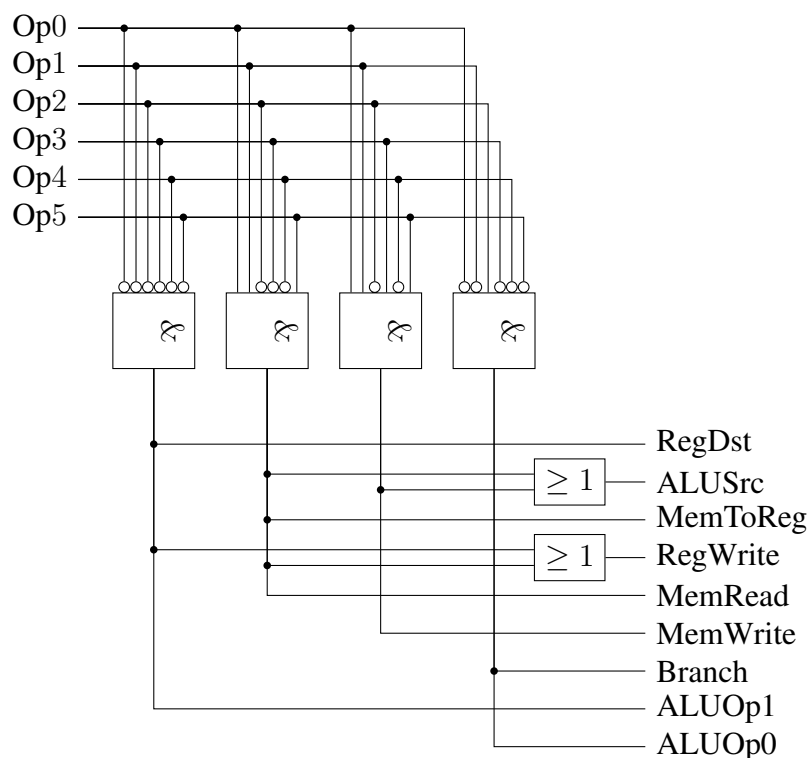 Op0
Op1
Op2
Op3
Op4
Op5
& & & &
RegDst
≥ 1 ALUSrc
MemToReg
≥ 1 RegWrite
MemRead
MemWrite
Branch
ALUOp1
ALUOp0